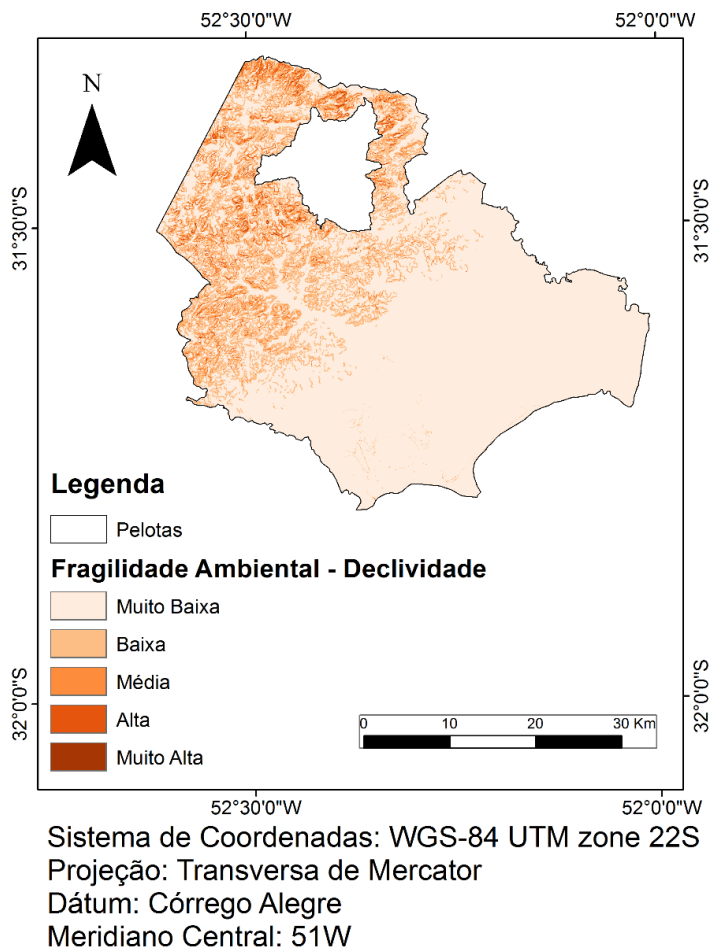 52°30'0"W 52°0'0"W
N
31°30'0"S 31°30'0"S
Legenda
Pelotas
Fragilidade Ambiental - Declividade
Muito Baixa
Baixa
Média
Alta
Muito Alta
32°0'0"S 32°0'0"S
0 10 20 30 Km
52°30'0"W 52°0'0"W
Sistema de Coordenadas: WGS-84 UTM zone 22S
Projeção: Transversa de Mercator
Dátum: Córrego Alegre
Meridiano Central: 51W